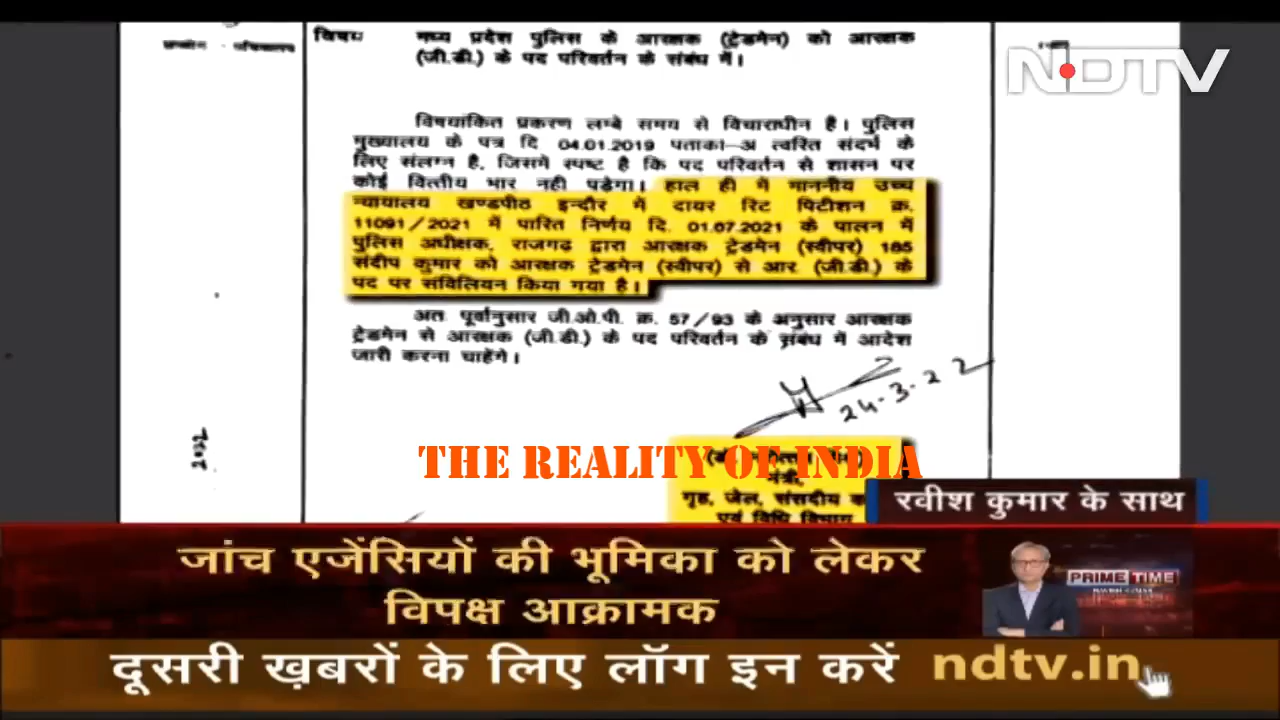 विषय मध्य प्रदेश पुलिस के आरक्षक (ट्रेडमेन) को आरक्षक
(जी.डी.) के पद परिवर्तन के संबंध में।
NDTV
विषयांकित प्रकरण लम्बे समय से विचाराधीन है। पुलिस
मुख्यालय के पत्र दि 04.01.2019 पताका–अ त्वरित संदर्भ के
लिए संलग्न है, जिसमे स्पष्ट है कि पद परिवर्तन से शासन पर
कोई वित्तीय भार नही पडेगा। हाल ही में माननीय उच्च
न्यायालय खण्डपीठ इन्दौर में दायर रिट पिटीशन क्र.
11091/2021 में पारित निर्णय दि. 01.07.2021 के पालन में
पुलिस अधीक्षक, राजगढ द्वारा आरक्षक ट्रेडमेन (स्वीपर) 185
संदीप कुमार को आरक्षक ट्रेडमेन (स्वीपर) से आर (जी.डी.) के
पद पर संविलियन किया गया है।
अत पूर्वानुसार जी.ओ.पी. क्र. 57/93 के अनुसार आरक्षक
ट्रेडमेन से आरक्षक (जी.डी.) के पद परिवर्तन के संबंध में आदेश
जारी करना चाहेंगे।
24-3-22
THE REALITY OF INDIA
मंत्री,
गृह, जेल, संसदीय
एवं विधि विभाग
रवीश कुमार के साथ
जांच एजेंसियों की भूमिका को लेकर
विपक्ष आक्रामक
PRIME TIME
दूसरी ख़बरों के लिए लॉग इन करें ndtv.in